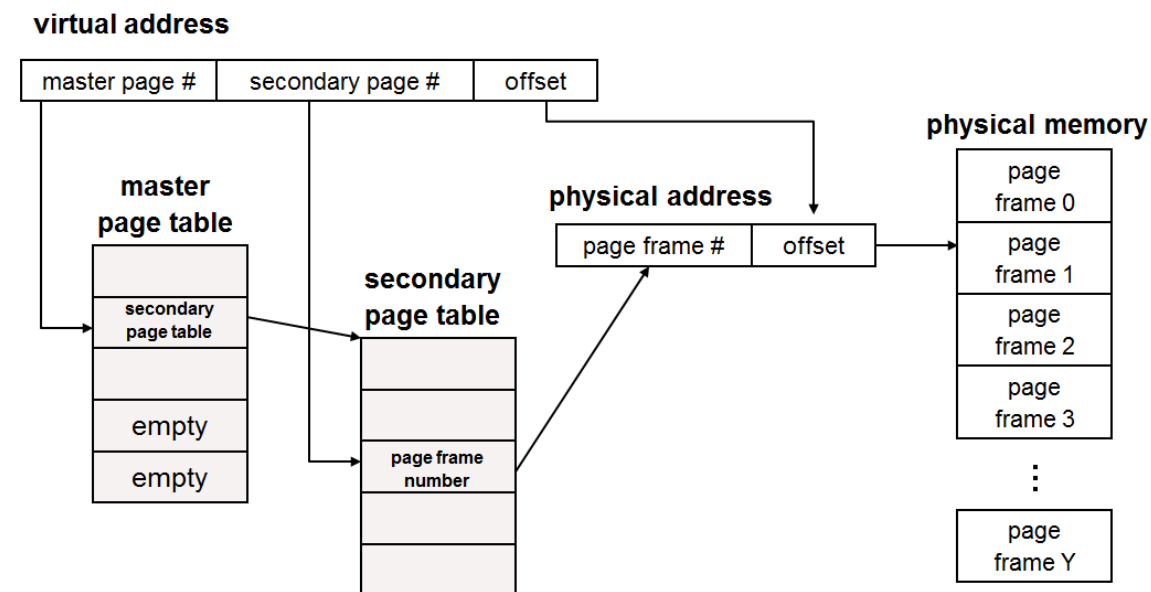 virtual address
master page #
secondary page #
offset
physical memory
page
frame 0
master
page table
physical address
page frame #
offset
page
frame 1
secondary
page table
secondary
page table
page
frame 2
page
frame 3
empty
page frame
number
empty
page
frame Y